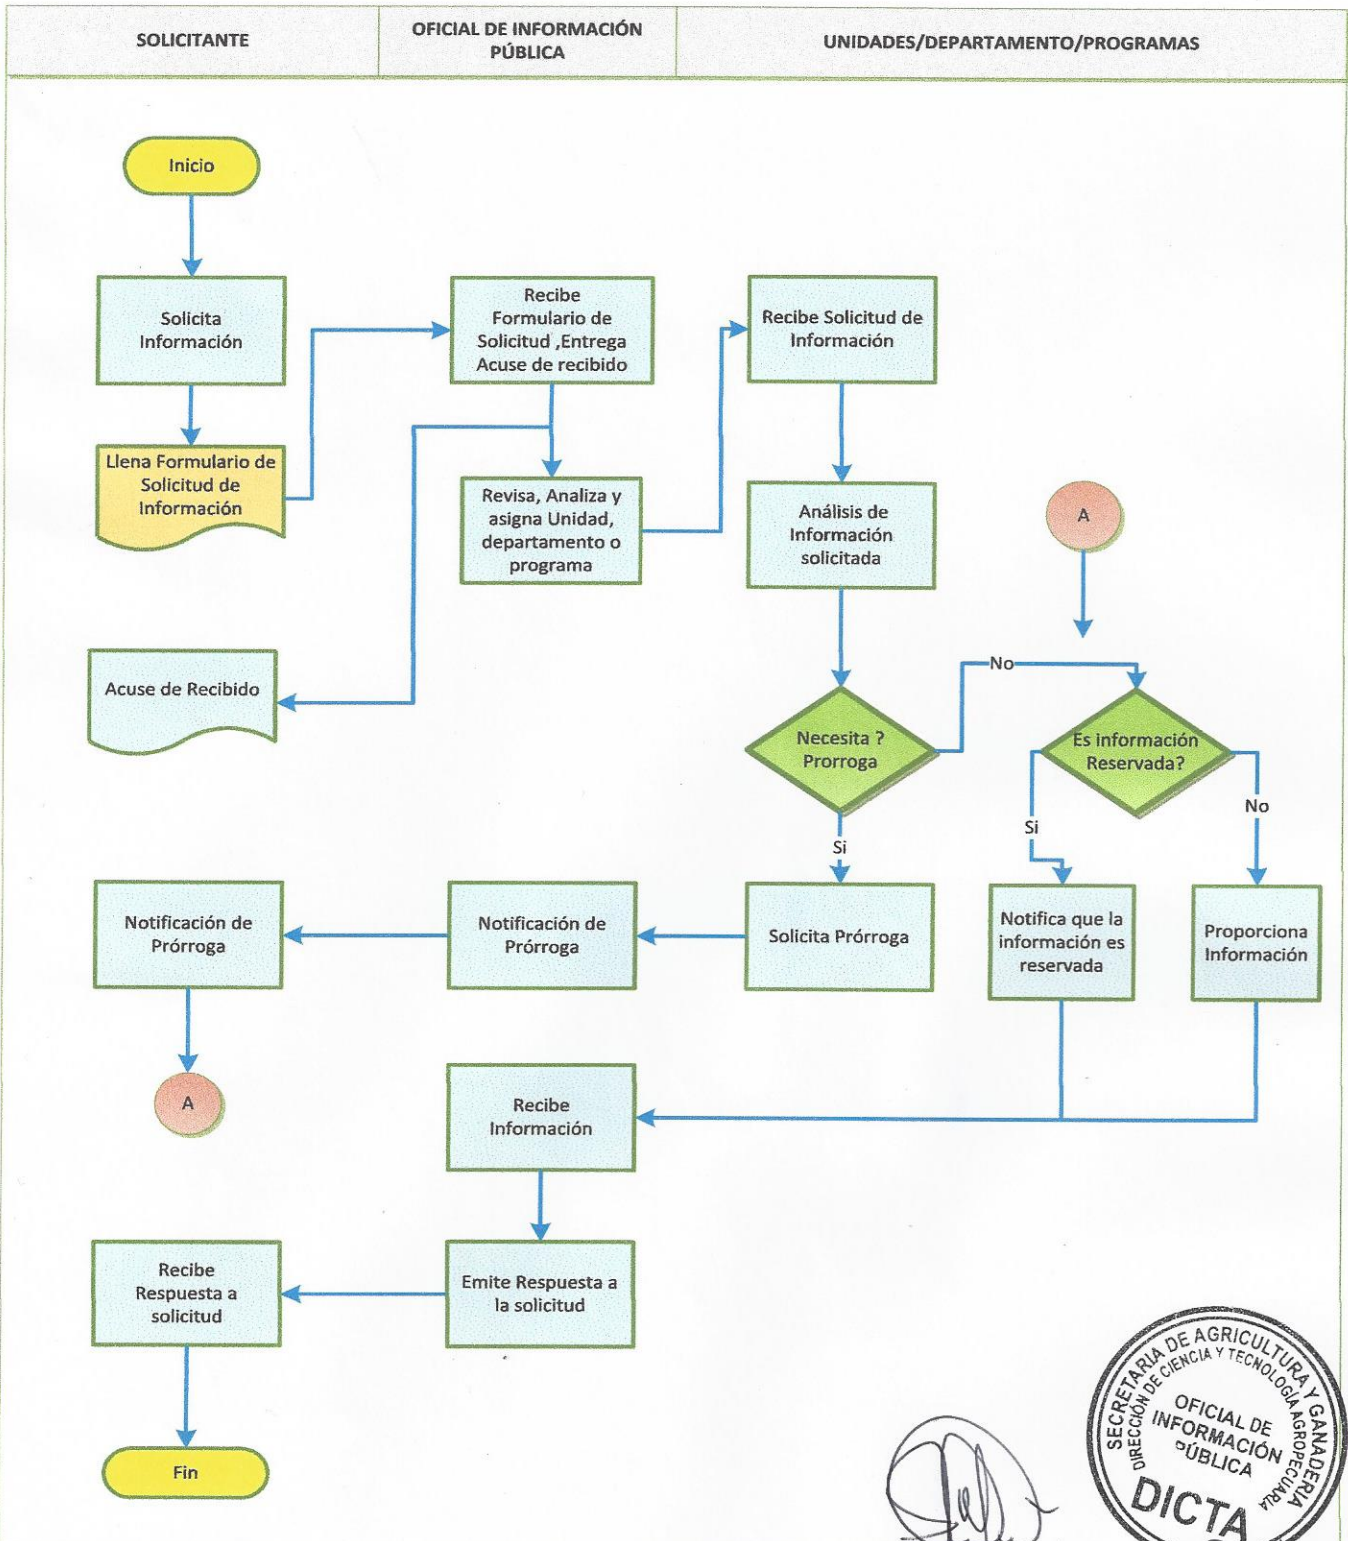 SOLICITANTE
OFICIAL DE INFORMACIÓN
PÚBLICA
UNIDADES/DEPARTAMENTO/PROGRAMAS
Inicio
Solicita
Información
Recibe
Formulario de
Solicitud ,Entrega
Acuse de recibido
Recibe Solicitud de
Información
Llena Formulario de
Solicitud de
Información
Revisa, Analiza y
asigna Unidad,
departamento o
programa
Análisis de
Información
solicitada
A
Acuse de Recibido
No
Necesita ?
Prorroga
Es información
Reservada?
Si
Si
No
Notificación de
Prórroga
Notificación de
Prórroga
Solicita Prórroga
Notifica que la
información es
reservada
Proporciona
Información
A
Recibe
Información
Recibe
Respuesta a
solicitud
Emite Respuesta a
la solicitud
Fin
SECRETARIA DE AGRICULTURA Y GANADERIA
DIRECCIÓN DE CIENCIA Y TECNOLOGÍA AGROPECUARIA
OFICIAL DE
INFORMACIÓN
PÚBLICA
DICTA